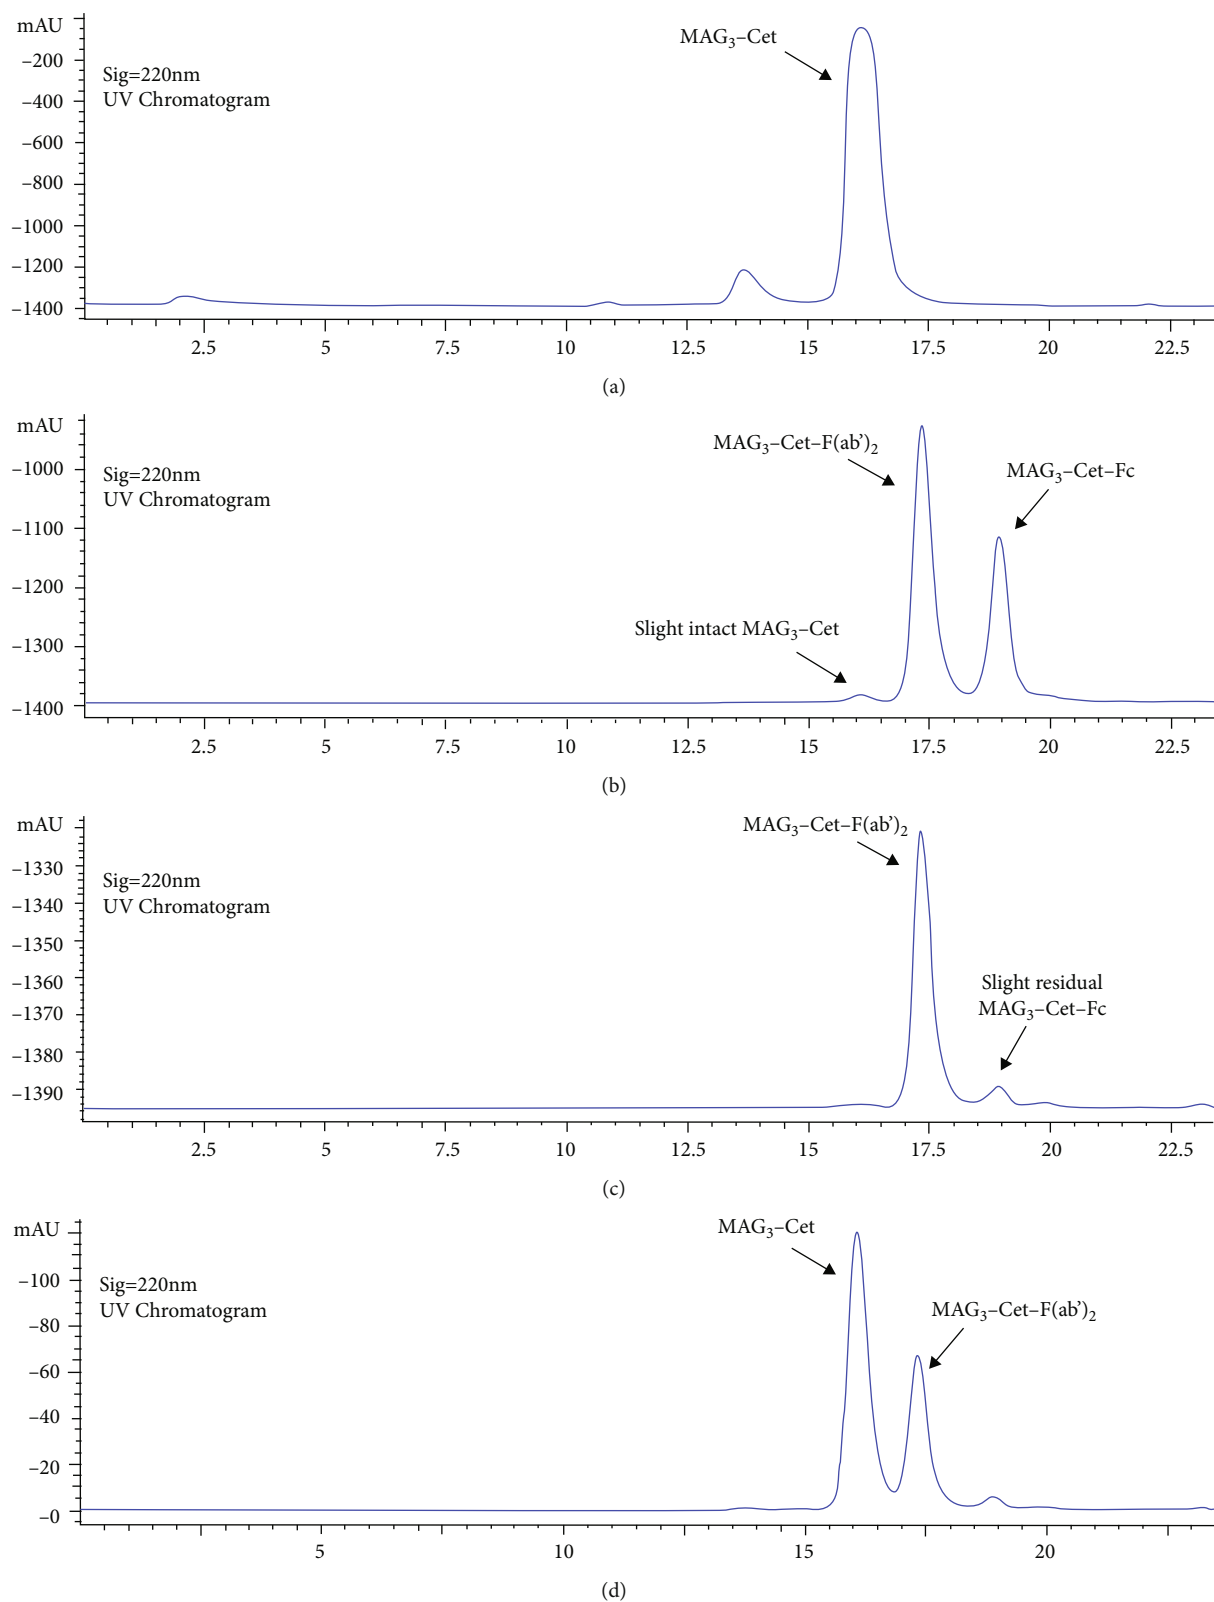 mAU
MAG₃–Cet
Sig=220nm
UV Chromatogram
–200
–400
–600
–800
–1000
–1200
–1400
2.5 5 7.5 10 12.5 15 17.5 20 22.5
(a)
mAU
MAG₃–Cet–F(ab’)₂
MAG₃–Cet–Fc
Sig=220nm
UV Chromatogram
Slight intact MAG₃–Cet
–1000
–1100
–1200
–1300
–1400
2.5 5 7.5 10 12.5 15 17.5 20 22.5
(b)
mAU
MAG₃–Cet–F(ab’)₂
Sig=220nm
UV Chromatogram
Slight residual
MAG₃–Cet–Fc
–1330
–1340
–1350
–1360
–1370
–1380
–1390
2.5 5 7.5 10 12.5 15 17.5 20 22.5
(c)
mAU
MAG₃–Cet
Sig=220nm
UV Chromatogram
MAG₃–Cet–F(ab’)₂
–100
–80
–60
–40
–20
–0
5 10 15 20
(d)